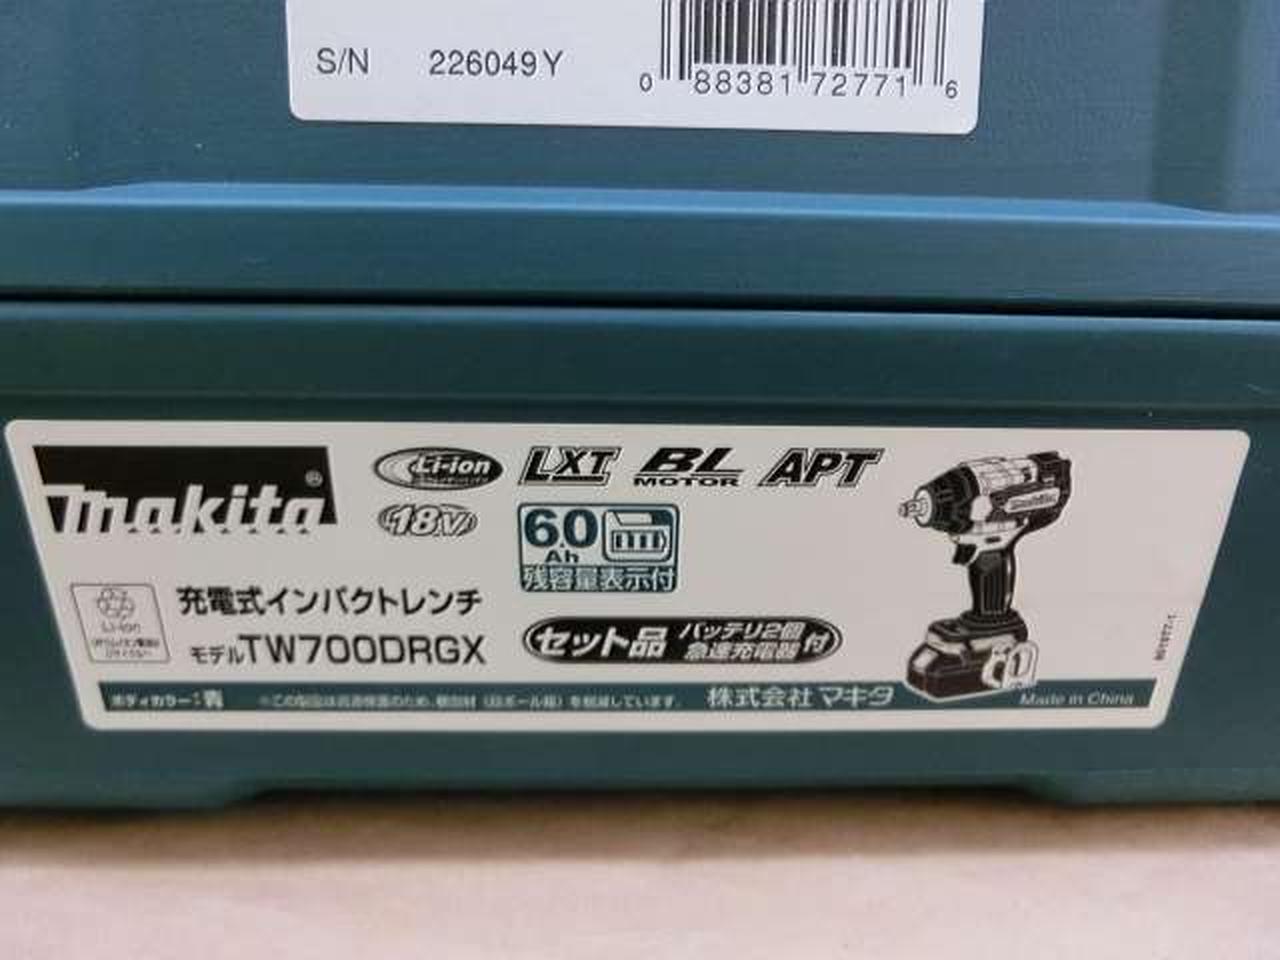 S/N 226049Y
0 88381 72771 6
makita®
Li-ion LXT BL MOTOR APT
18V 6.0 Ah
残容量表示付
充電式インパクトレンチ
モデルTW700DRGX
セット品 バッテリ2個 急速充電器 付
Li-ion
ボディカラー：青 株式会社 マキタ Made in China